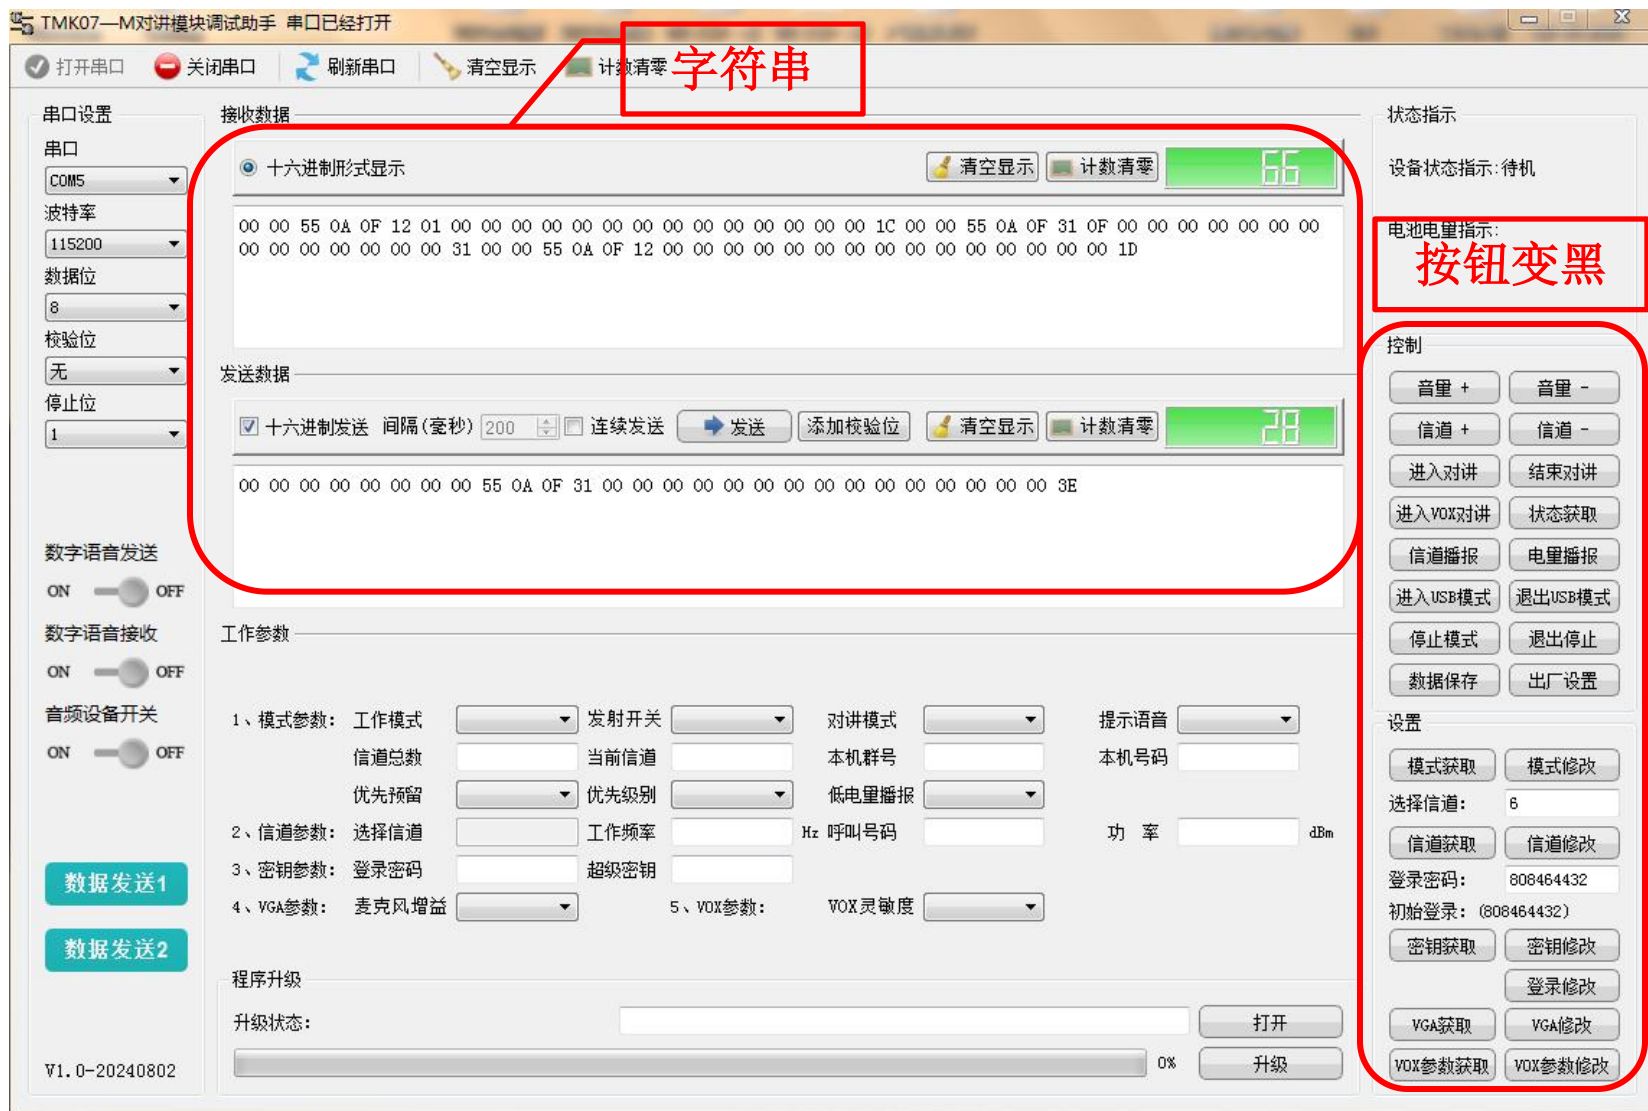 TMK07—M对讲模块调试助手 串口已经打开
打开串口 关闭串口 刷新串口 清空显示 计数清零
字符串
串口设置
串口
COM5
波特率
115200
数据位
8
校验位
无
停止位
1
数字语音发送
ON OFF
数字语音接收
ON OFF
音频设备开关
ON OFF
数据发送1
数据发送2
V1.0-20240802
接收数据
十六进制形式显示 清空显示 计数清零 66
00 00 55 0A 0F 12 01 00 00 00 00 00 00 00 00 00 00 00 00 00 00 1C 00 00 55 0A 0F 31 0F 00 00 00 00 00 00 00
00 00 00 00 00 00 00 31 00 00 55 0A 0F 12 00 00 00 00 00 00 00 00 00 00 00 00 00 00 00 1D
发送数据
十六进制发送 间隔(毫秒) 200 连续发送 发送 添加校验位 清空显示 计数清零 28
00 00 00 00 00 00 00 00 55 0A 0F 31 00 00 00 00 00 00 00 00 00 00 00 00 00 00 00 3E
工作参数
1、模式参数: 工作模式 发射开关 对讲模式 提示语音
信道总数 当前信道 本机群号 本机号码
优先预留 优先级别 低电量播报
2、信道参数: 选择信道 工作频率 Hz 呼叫号码 功 率 dBm
3、密钥参数: 登录密码 超级密钥
4、VGA参数: 麦克风增益 5、VOX参数: VOX灵敏度
程序升级
升级状态: 打开
0% 升级
状态指示
设备状态指示:待机
电池电量指示:
按钮变黑
控制
音量 + 音量 -
信道 + 信道 -
进入对讲 结束对讲
进入VOX对讲 状态获取
信道播报 电量播报
进入USB模式 退出USB模式
停止模式 退出停止
数据保存 出厂设置
设置
模式获取 模式修改
选择信道: 6
信道获取 信道修改
登录密码: 808464432
初始登录: (808464432)
密钥获取 密钥修改
登录修改
VGA获取 VGA修改
VOX参数获取 VOX参数修改